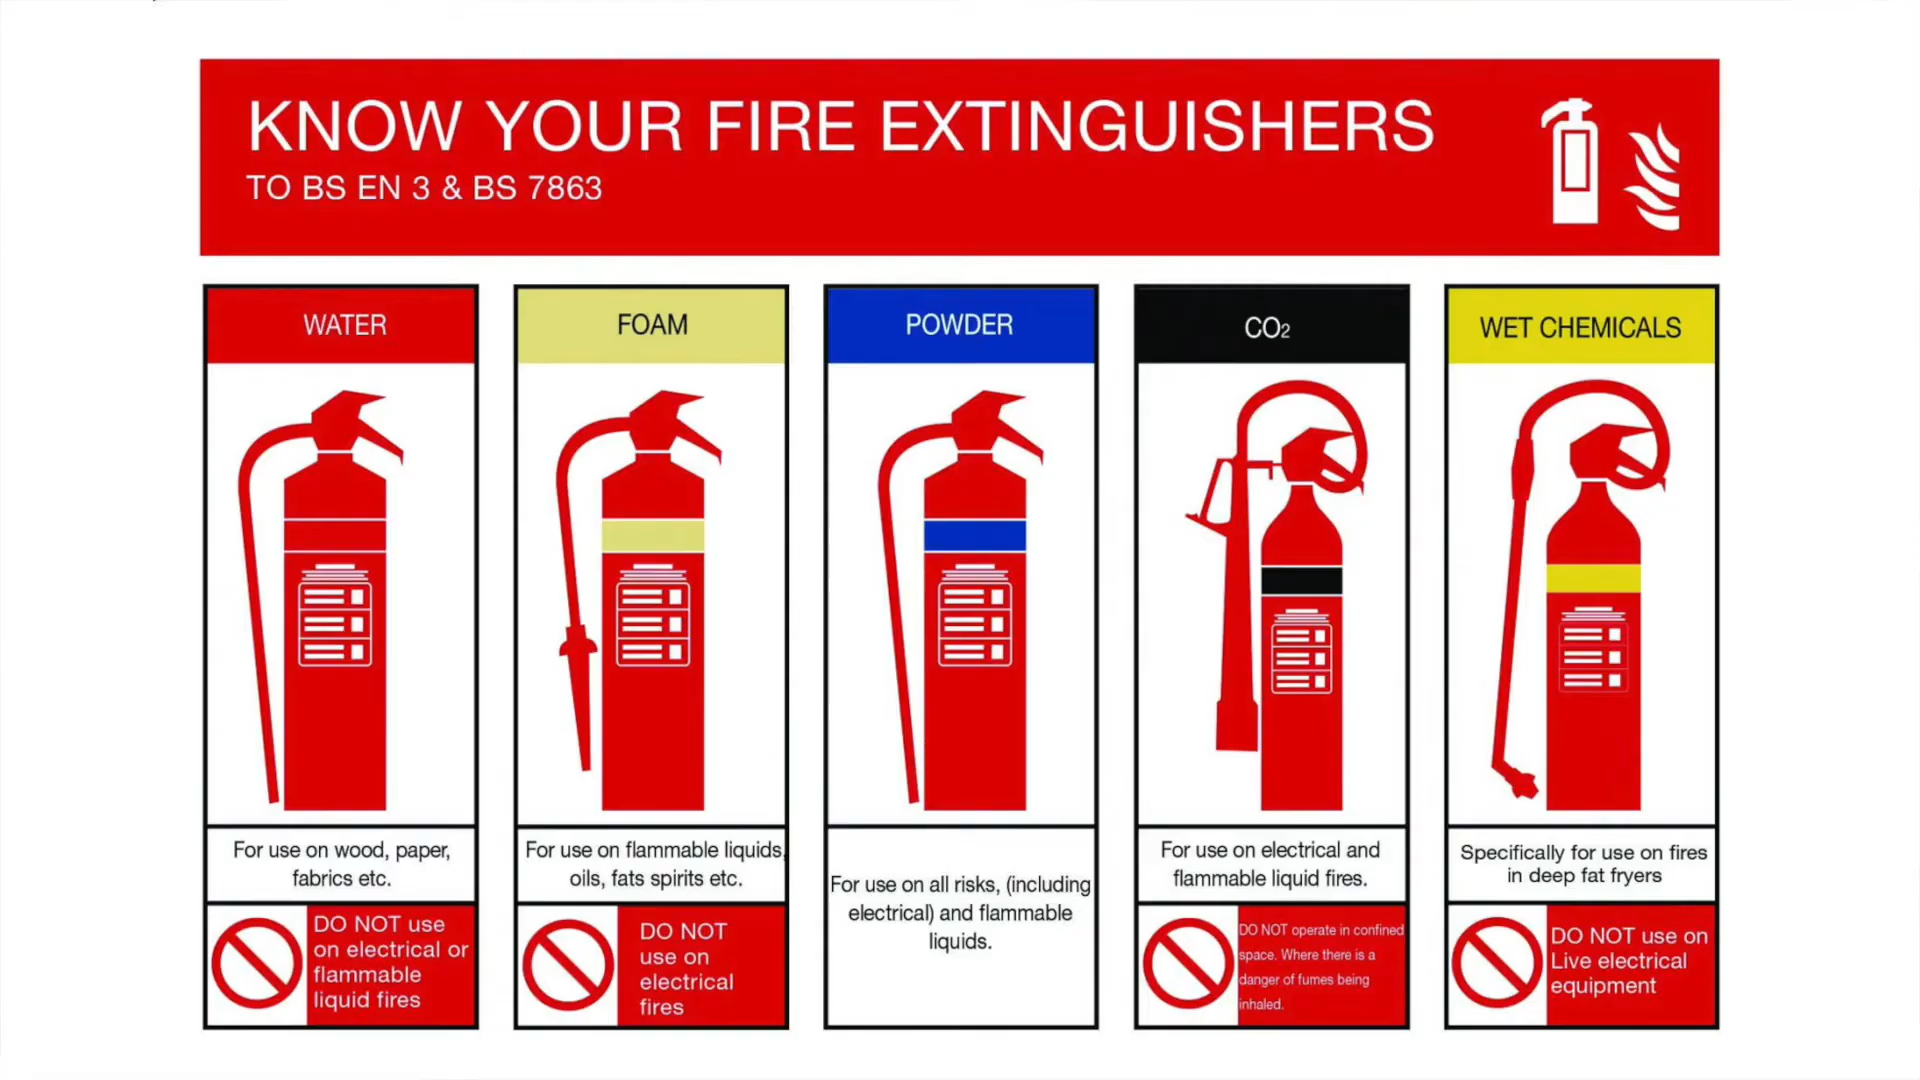 KNOW YOUR FIRE EXTINGUISHERS
TO BS EN 3 & BS 7863
WATER
For use on wood, paper,
fabrics etc.
DO NOT use
on electrical or
flammable
liquid fires
FOAM
For use on flammable liquids,
oils, fats spirits etc.
DO NOT
use on
electrical
fires
POWDER
For use on all risks, (including
electrical) and flammable
liquids.
CO₂
For use on electrical and
flammable liquid fires.
DO NOT operate in confined
space. Where there is a
danger of fumes being
inhaled.
WET CHEMICALS
Specifically for use on fires
in deep fat fryers
DO NOT use on
Live electrical
equipment